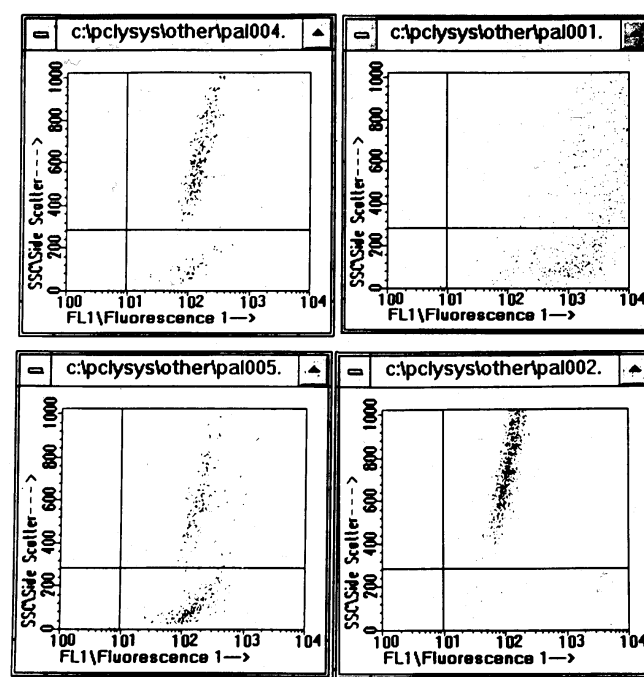 c:\pclysys\other\pal004.
1000
800
600
400
200
0
SSC\Side Scatter---->
100 101 102 103 104
FL1\Fluorescence 1-->
c:\pclysys\other\pal001.
1000
800
600
400
200
0
SSC\Side Scatter---->
100 101 102 103 104
FL1\Fluorescence 1-->
c:\pclysys\other\pal005.
1000
800
600
400
200
0
SSC\Side Scatter---->
100 101 102 103 104
FL1\Fluorescence 1-->
c:\pclysys\other\pal002.
1000
800
600
400
200
0
SSC\Side Scatter---->
100 101 102 103 104
FL1\Fluorescence 1-->